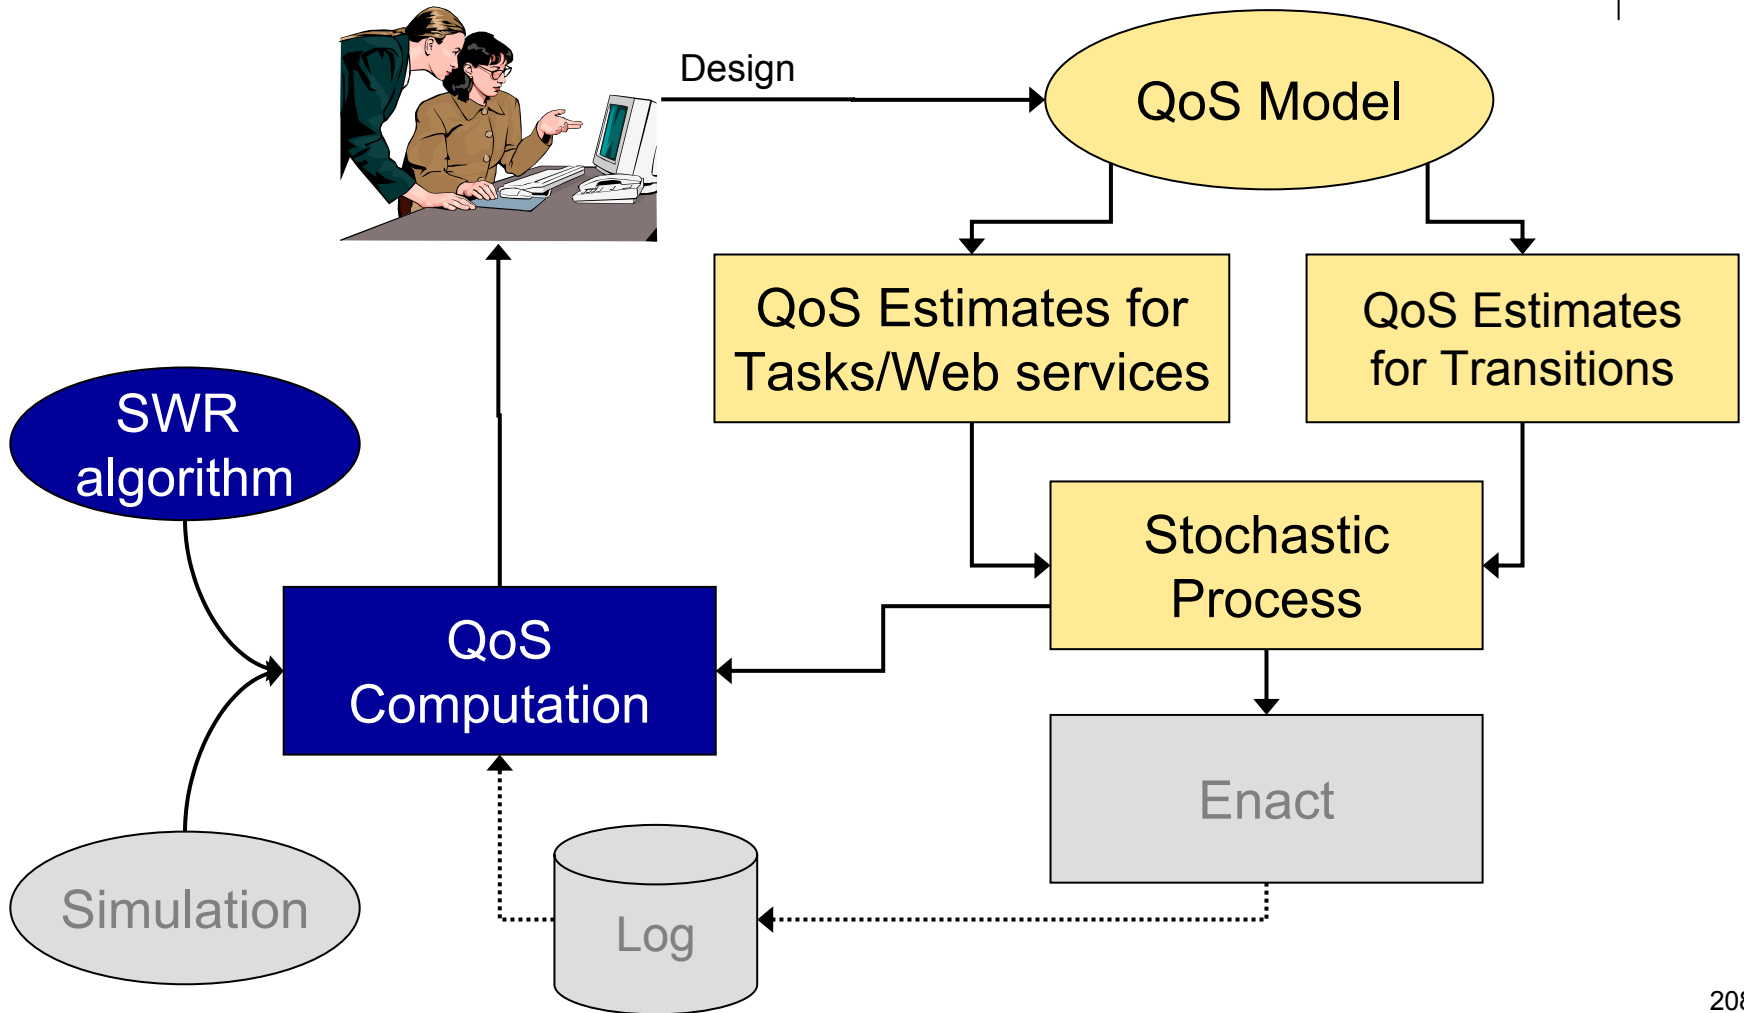 Design
QoS Model
QoS Estimates for
Tasks/Web services
QoS Estimates
for Transitions
SWR
algorithm
Stochastic
Process
QoS
Computation
Enact
Simulation
Log
208